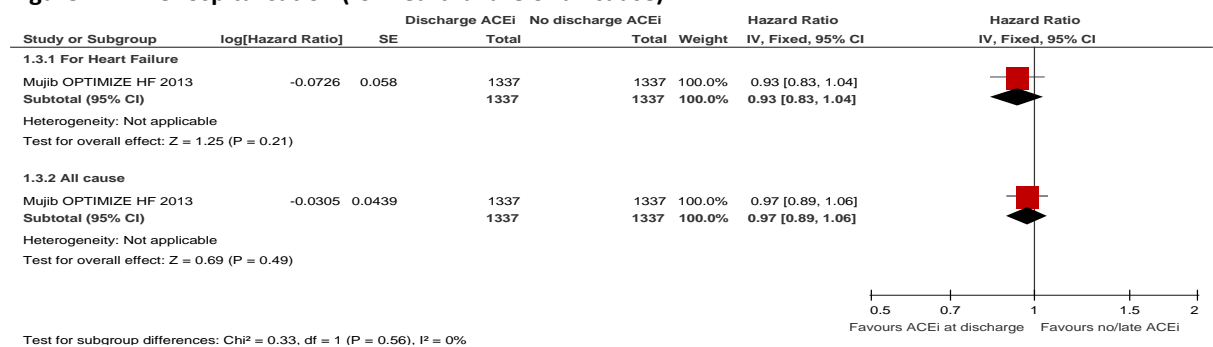 Discharge ACEi No discharge ACEi Hazard Ratio Hazard Ratio
Study or Subgroup log[Hazard Ratio] SE Total Total Weight IV, Fixed, 95% CI IV, Fixed, 95% CI
1.3.1 For Heart Failure
Mujib OPTIMIZE HF 2013 -0.0726 0.058 1337 1337 100.0% 0.93 [0.83, 1.04]
Subtotal (95% CI) 1337 1337 100.0% 0.93 [0.83, 1.04]
Heterogeneity: Not applicable
Test for overall effect: Z = 1.25 (P = 0.21)
1.3.2 All cause
Mujib OPTIMIZE HF 2013 -0.0305 0.0439 1337 1337 100.0% 0.97 [0.89, 1.06]
Subtotal (95% CI) 1337 1337 100.0% 0.97 [0.89, 1.06]
Heterogeneity: Not applicable
Test for overall effect: Z = 0.69 (P = 0.49)
0.5 0.7 1 1.5 2
Favours ACEi at discharge Favours no/late ACEi
Test for subgroup differences: Chi² = 0.33, df = 1 (P = 0.56), I² = 0%